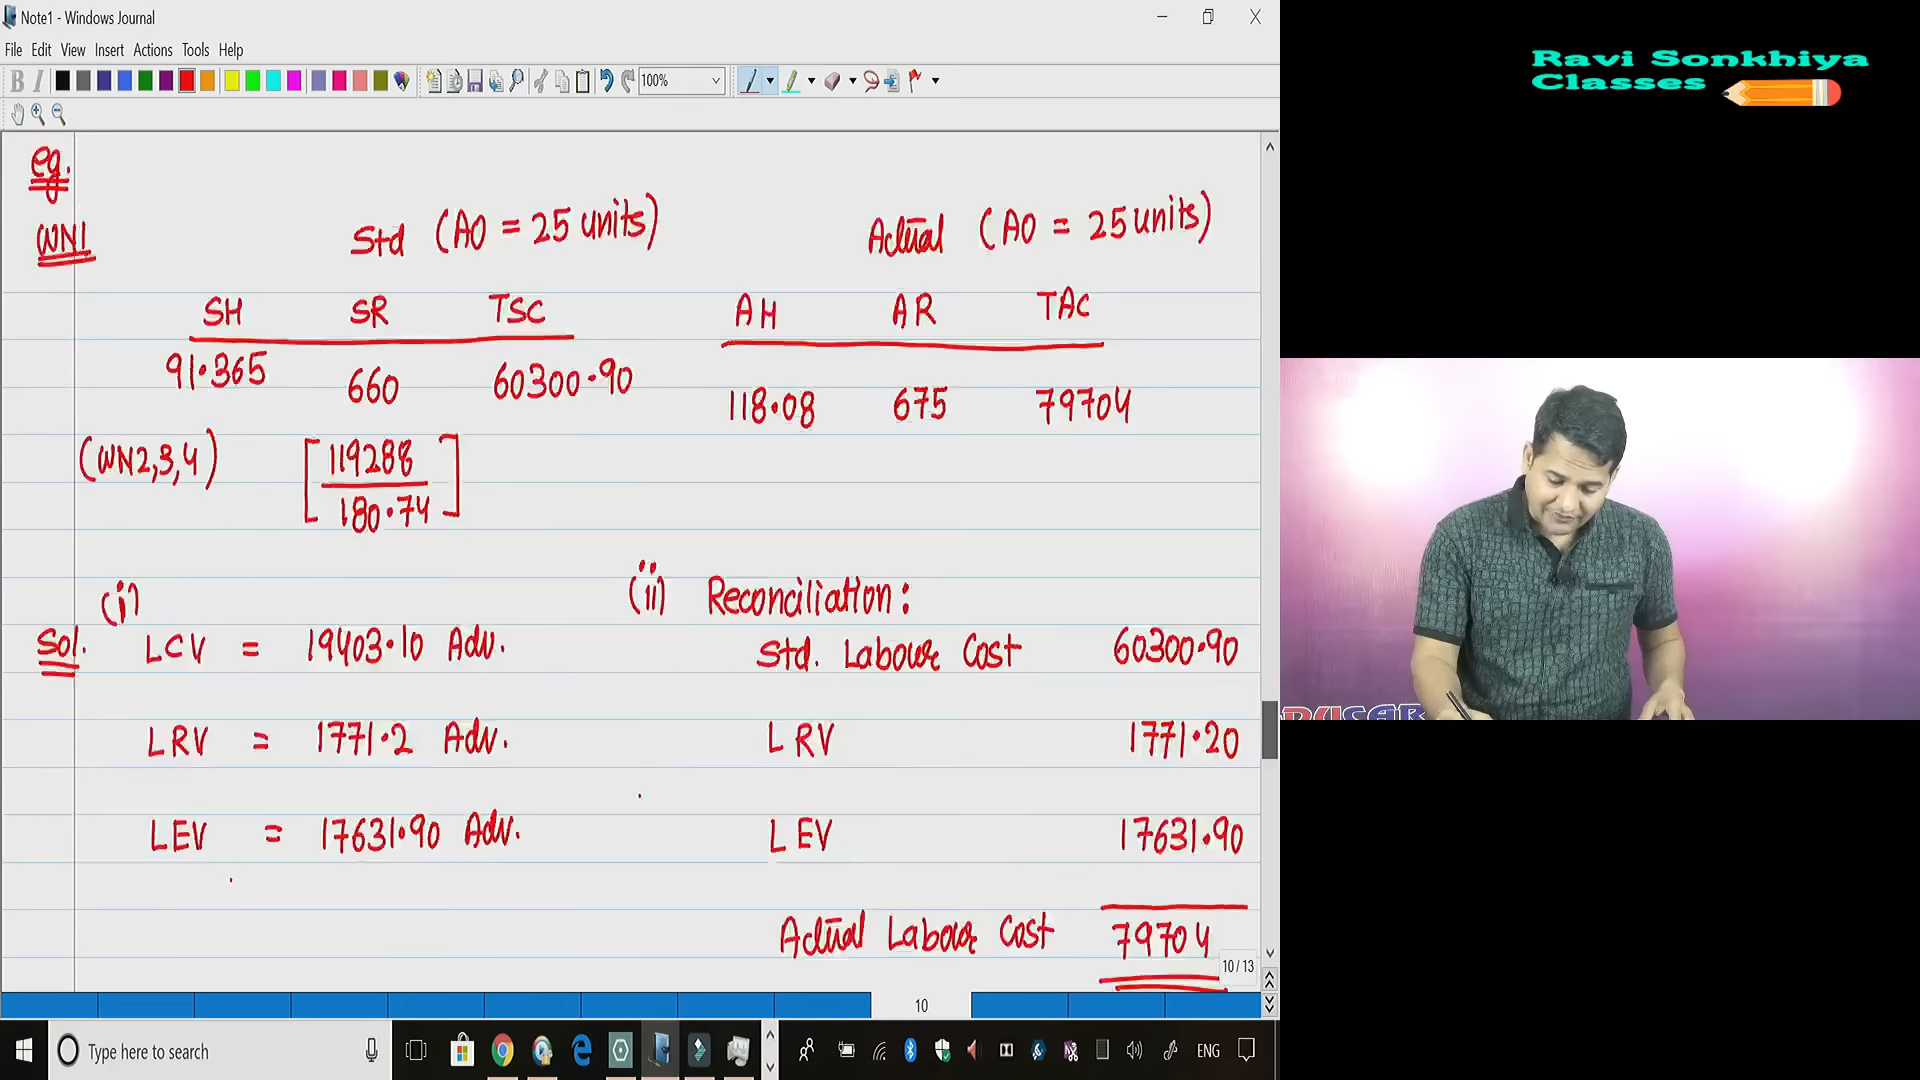 Note1 - Windows Journal
File Edit View Insert Actions Tools Help
B I 100%
Ravi Sonkhiya
Classes
eg.
WN1
Std (AO = 25 units) Actual (AO = 25 units)
SH SR TSC AH AR TAC
91.365 660 60300.90 118.08 675 79704
(WN2,3,4) [119288
180.74]
(i) (ii) Reconciliation:
Sol. LCV = 19403.10 Adv. Std. Labour Cost 60300.90
LRV = 1771.2 Adv. LRV 1771.20
LEV = 17631.90 Adv. LEV 17631.90
Actual Labour Cost 79704
10 / 13
10
Type here to search ENG